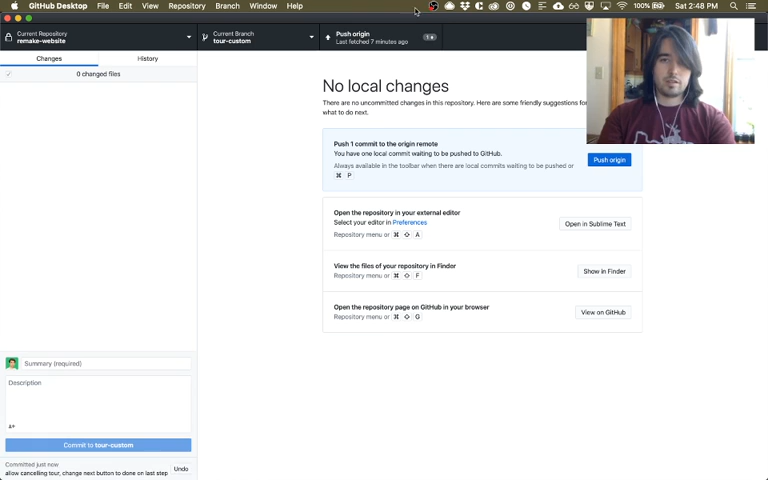 GitHub Desktop File Edit View Repository Branch Window Help 100% Sat 2:48 PM
Current Repository
remake-website
Current Branch
tour-custom
Push origin
Last fetched 7 minutes ago
1
Changes History
0 changed files
No local changes
There are no uncommitted changes in this repository. Here are some friendly suggestions for
what to do next.
Push 1 commit to the origin remote
You have one local commit waiting to be pushed to GitHub.
Always available in the toolbar when there are local commits waiting to be pushed or
⌘ P
Push origin
Open the repository in your external editor
Select your editor in Preferences
Repository menu or ⌘ ⇧ A
Open in Sublime Text
View the files of your repository in Finder
Repository menu or ⌘ ⇧ F
Show in Finder
Open the repository page on GitHub in your browser
Repository menu or ⌘ ⇧ G
View on GitHub
Summary (required)
Description
Commit to tour-custom
Committed just now
allow cancelling tour, change next button to done on last step
Undo